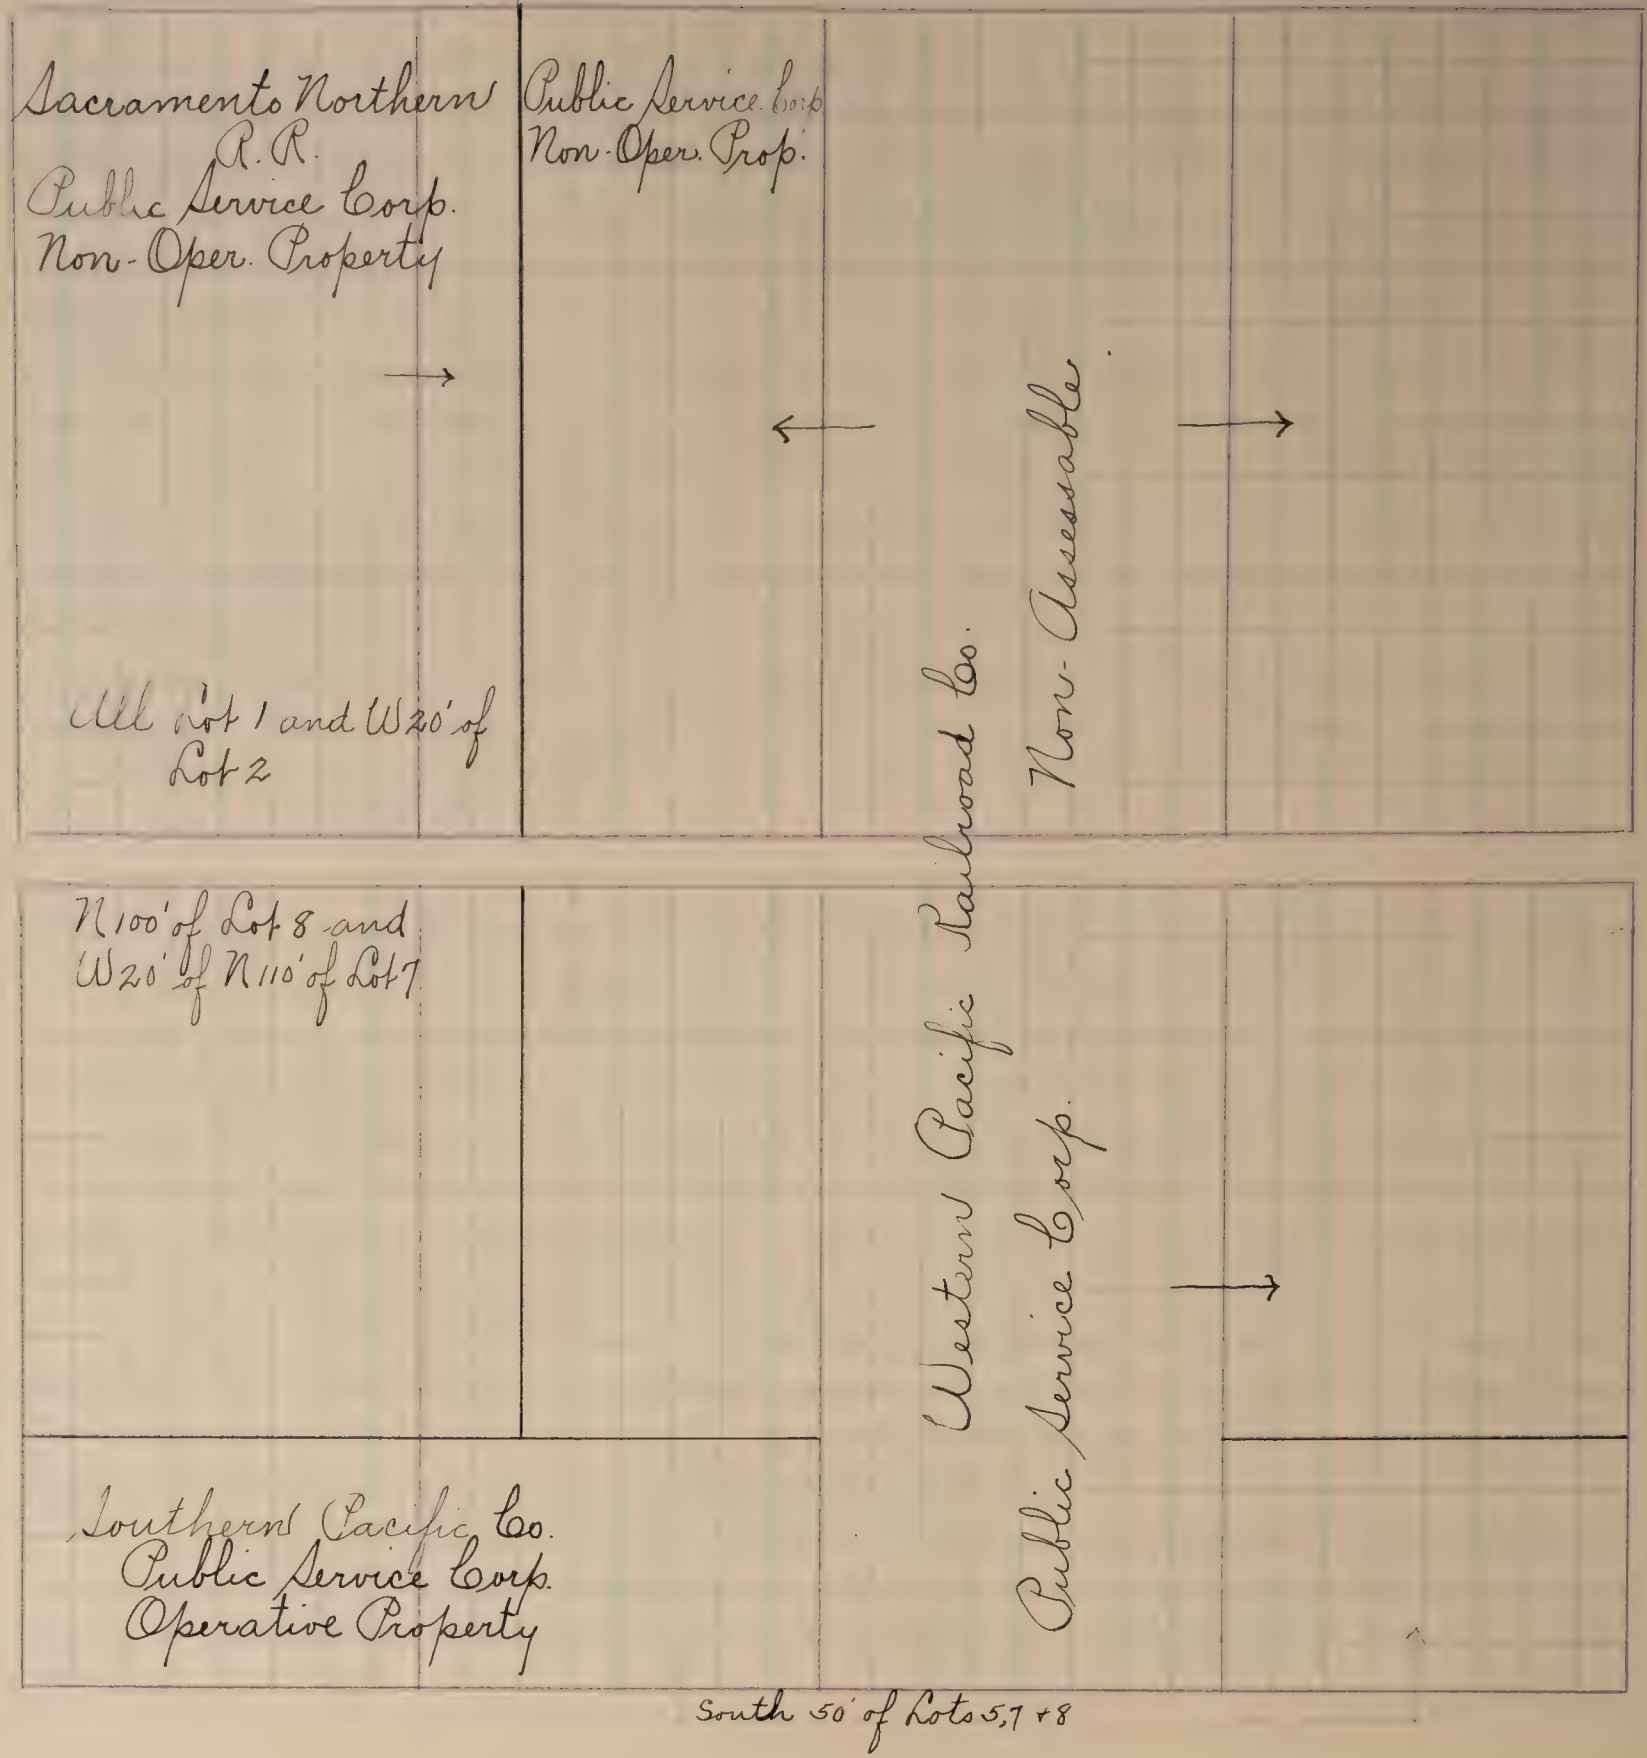 Sacramento Northern
R. R.
Public Service Corp.
Non-Oper. Property
Public Service Corp
Non-Oper. Prop.
All Lot 1 and W20' of
Lot 2
N100' of Lot 8 and
W20' of N110' of Lot 7
Western Pacific Railroad Co.
Public Service Corp.
Non-Assessable
Southern Pacific Co.
Public Service Corp.
Operative Property
South 50' of Lots 5,7 + 8